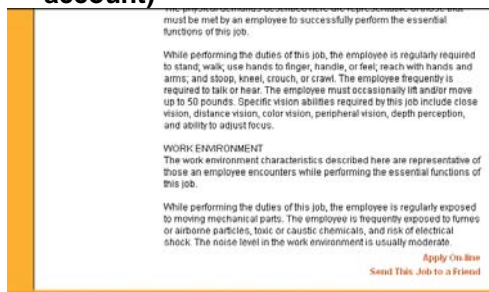 account)
The physical demands described here are representative of those that
must be met by an employee to successfully perform the essential
functions of this job.
While performing the duties of this job, the employee is regularly required
to stand; walk; use hands to finger, handle, or feel; reach with hands and
arms; and stoop, kneel, crouch, or crawl. The employee frequently is
required to talk or hear. The employee must occasionally lift and/or move
up to 50 pounds. Specific vision abilities required by this job include close
vision, distance vision, color vision, peripheral vision, depth perception,
and ability to adjust focus.
WORK ENVIRONMENT
The work environment characteristics described here are representative of
those an employee encounters while performing the essential functions of
this job.
While performing the duties of this job, the employee is regularly exposed
to moving mechanical parts. The employee is frequently exposed to fumes
or airborne particles, toxic or caustic chemicals, and risk of electrical
shock. The noise level in the work environment is usually moderate.
Apply On-line
Send This Job to a Friend